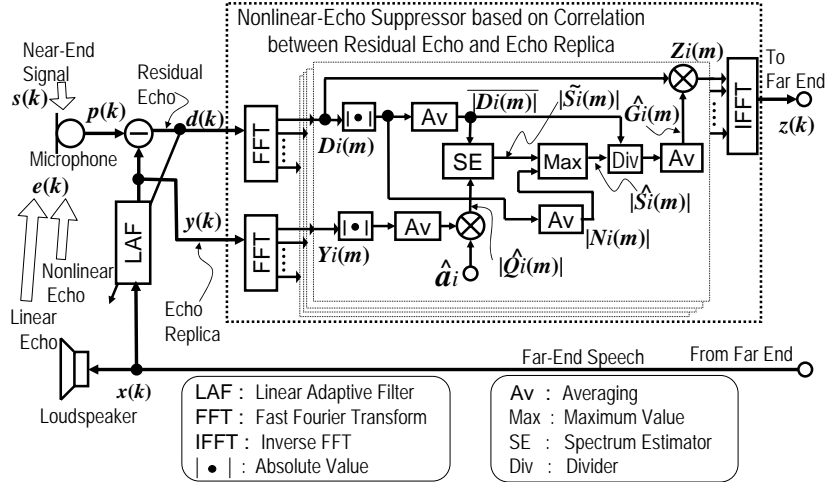 Nonlinear-Echo Suppressor based on Correlation
between Residual Echo and Echo Replica
Near-End
Signal
s(k)
p(k)
Residual
Echo
d(k)
Microphone
e(k)
LAF
y(k)
Nonlinear
Echo
Linear
Echo
Echo
Replica
Loudspeaker
x(k)
FFT
FFT
|•|
Di(m)
Av
|Di(m)|
|S̃i(m)|
Zi(m)
Ĝi(m)
SE
Max
Div
Av
|Ŝi(m)|
|•|
Yi(m)
Av
Av
|Ni(m)|
âi
|Q̂i(m)|
IFFT
To
Far End
z(k)
Far-End Speech
From Far End
LAF : Linear Adaptive Filter
FFT : Fast Fourier Transform
IFFT : Inverse FFT
|•| : Absolute Value
Av : Averaging
Max : Maximum Value
SE : Spectrum Estimator
Div : Divider